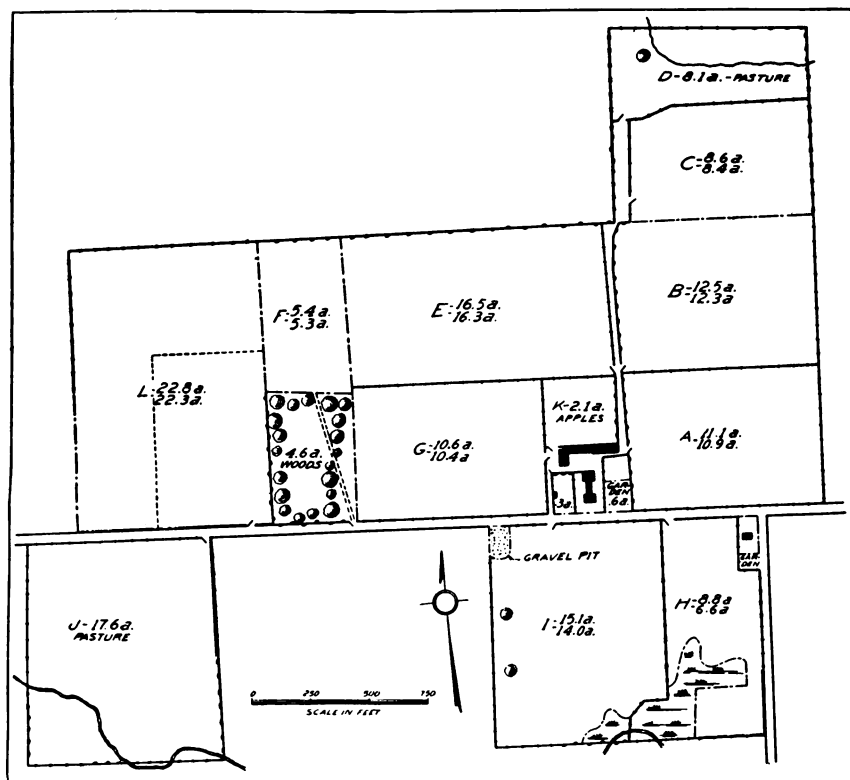 D-8.1a.-PASTURE
C-8.6a.
8.4a.
B-12.5a.
12.3a
E-16.5a.
16.3a.
F-5.4a.
5.3a.
L-22.8a.
22.3a.
K-2.1a.
APPLES
A-11.1a
10.9a.
G-10.6a.
10.4a
4.6a.
WOODS
.3a.
GAR-
DEN
.6a.
GRAVEL PIT
GAR-
DEN
H-8.8a
6.6a
I-15.1a.
14.0a.
J-17.6a.
PASTURE
0 250 500 750
SCALE IN FEET